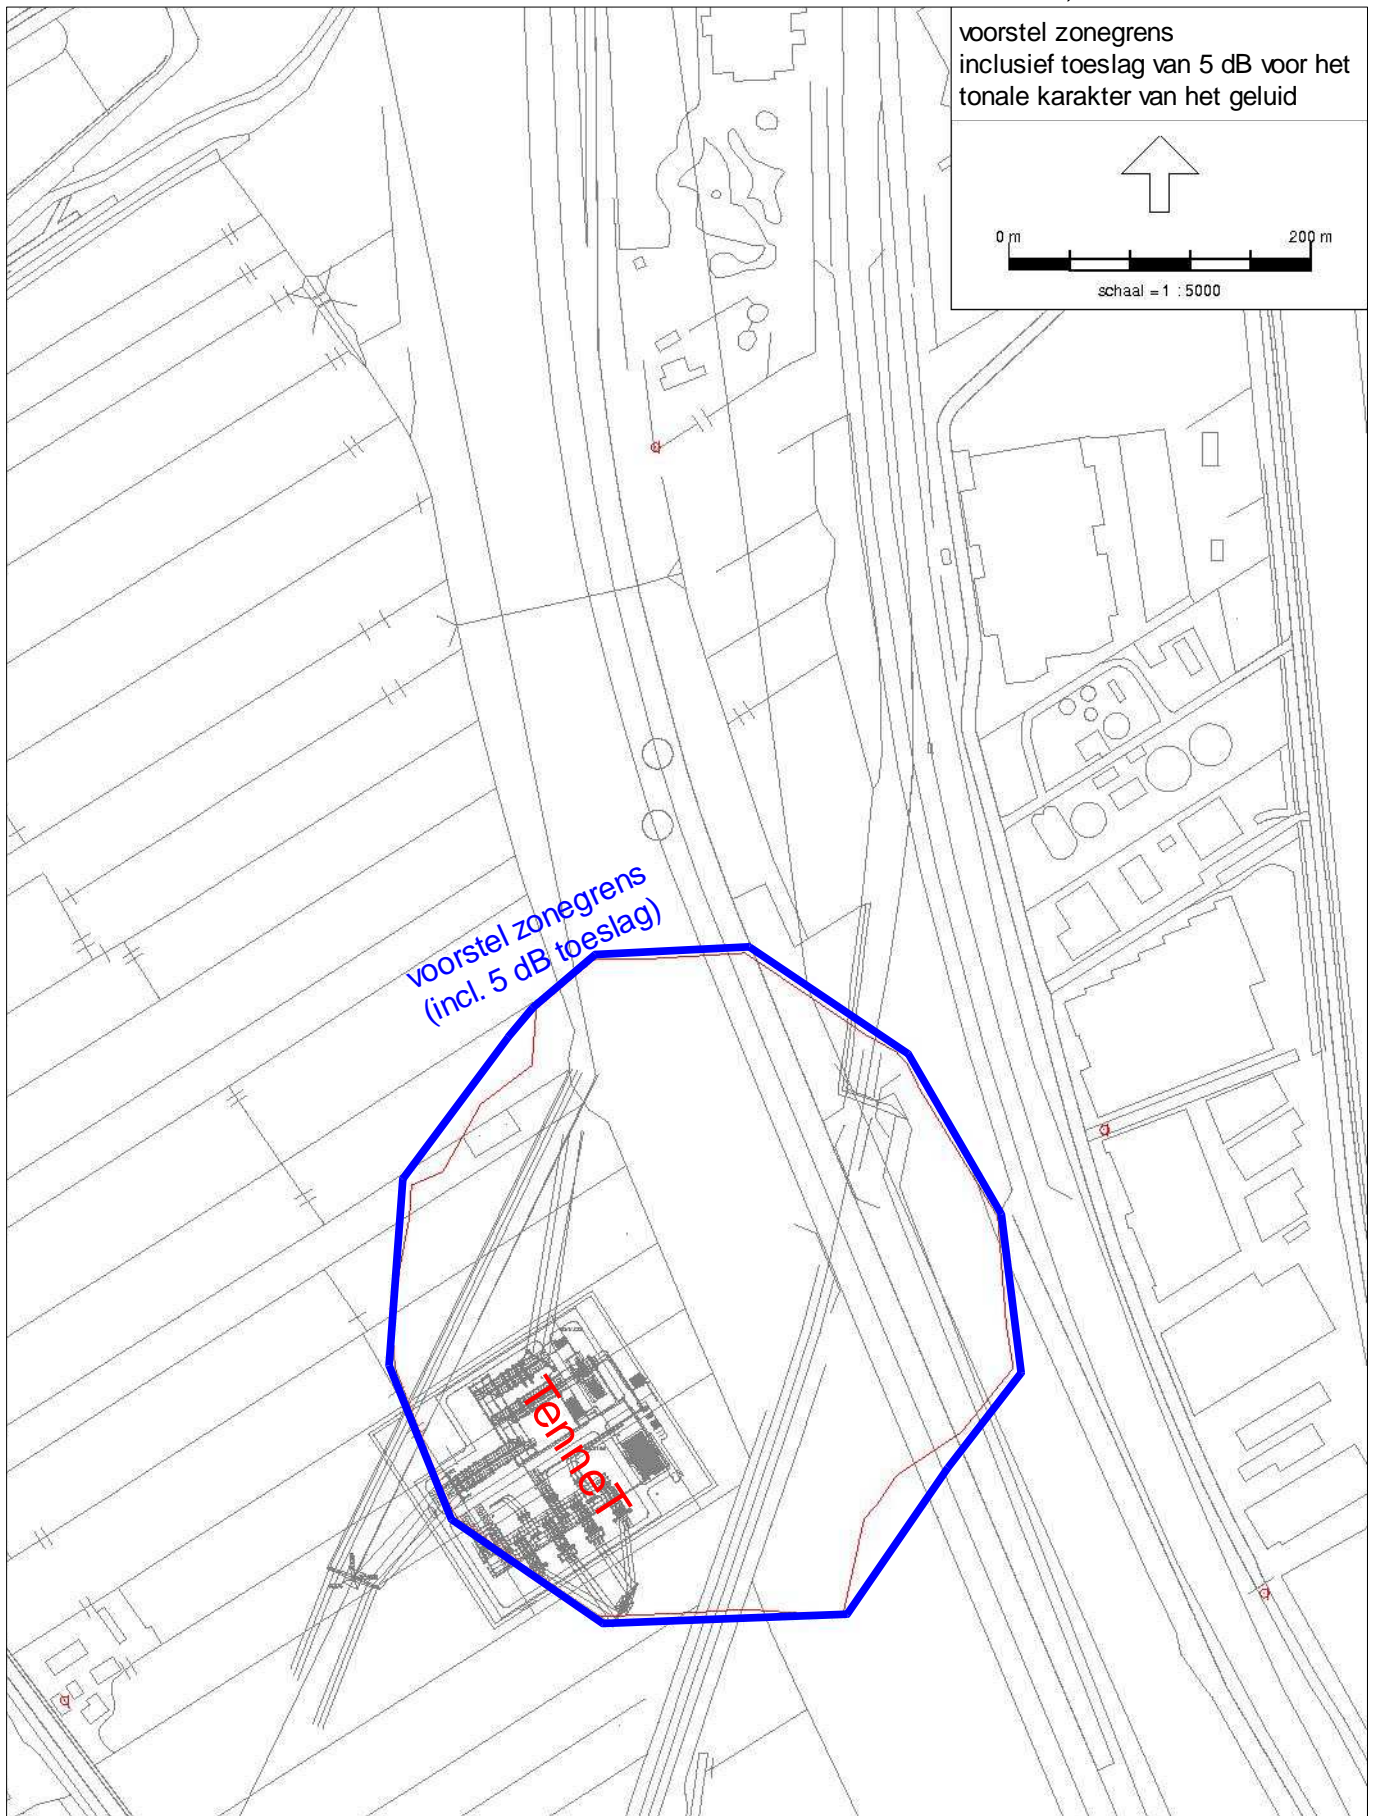 voorstel zonegrens
inclusief toeslag van 5 dB voor het
tonale karakter van het geluid
0 m
200 m
schaal = 1 : 5000
voorstel zonegrens
(incl. 5 dB toeslag)
TenneT